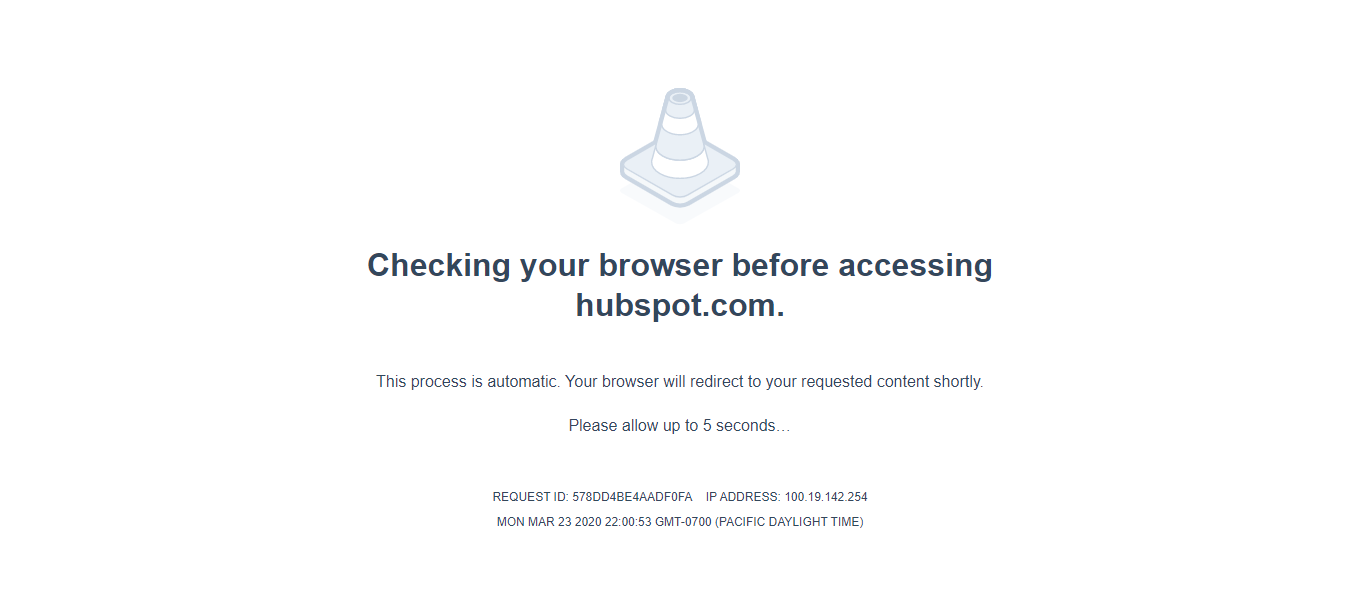 Checking your browser before accessing
hubspot.com.
This process is automatic. Your browser will redirect to your requested content shortly.
Please allow up to 5 seconds…
REQUEST ID: 578DD4BE4AADF0FA IP ADDRESS: 100.19.142.254
MON MAR 23 2020 22:00:53 GMT-0700 (PACIFIC DAYLIGHT TIME)